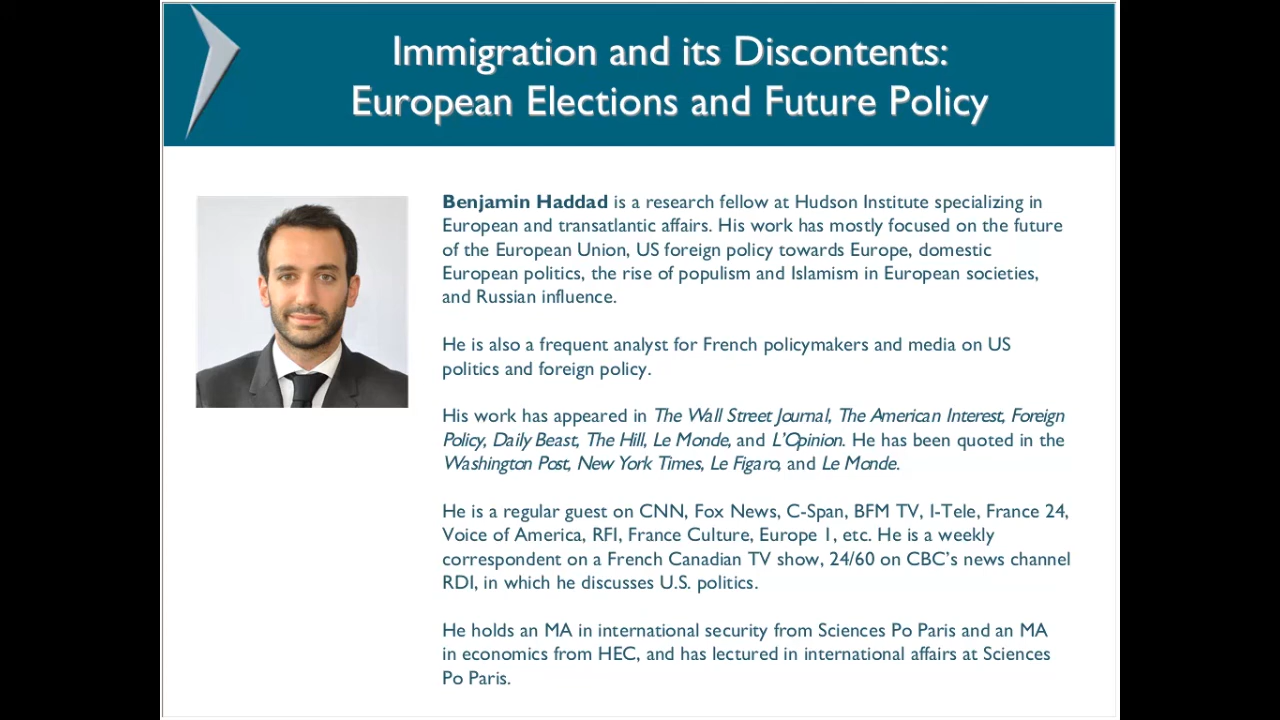 Immigration and its Discontents:
European Elections and Future Policy
Benjamin Haddad is a research fellow at Hudson Institute specializing in
European and transatlantic affairs. His work has mostly focused on the future
of the European Union, US foreign policy towards Europe, domestic
European politics, the rise of populism and Islamism in European societies,
and Russian influence.
He is also a frequent analyst for French policymakers and media on US
politics and foreign policy.
His work has appeared in The Wall Street Journal, The American Interest, Foreign
Policy, Daily Beast, The Hill, Le Monde, and L'Opinion. He has been quoted in the
Washington Post, New York Times, Le Figaro, and Le Monde.
He is a regular guest on CNN, Fox News, C-Span, BFM TV, I-Tele, France 24,
Voice of America, RFI, France Culture, Europe 1, etc. He is a weekly
correspondent on a French Canadian TV show, 24/60 on CBC's news channel
RDI, in which he discusses U.S. politics.
He holds an MA in international security from Sciences Po Paris and an MA
in economics from HEC, and has lectured in international affairs at Sciences
Po Paris.